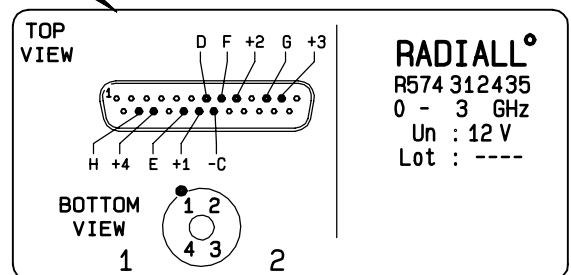 TOP
VIEW
D F +2 G +3
1
H +4 E +1 -C
BOTTOM
VIEW
1 2
4 3
1 2
RADIALL°
R574 312435
0 - 3 GHz
Un : 12 V
Lot : ----